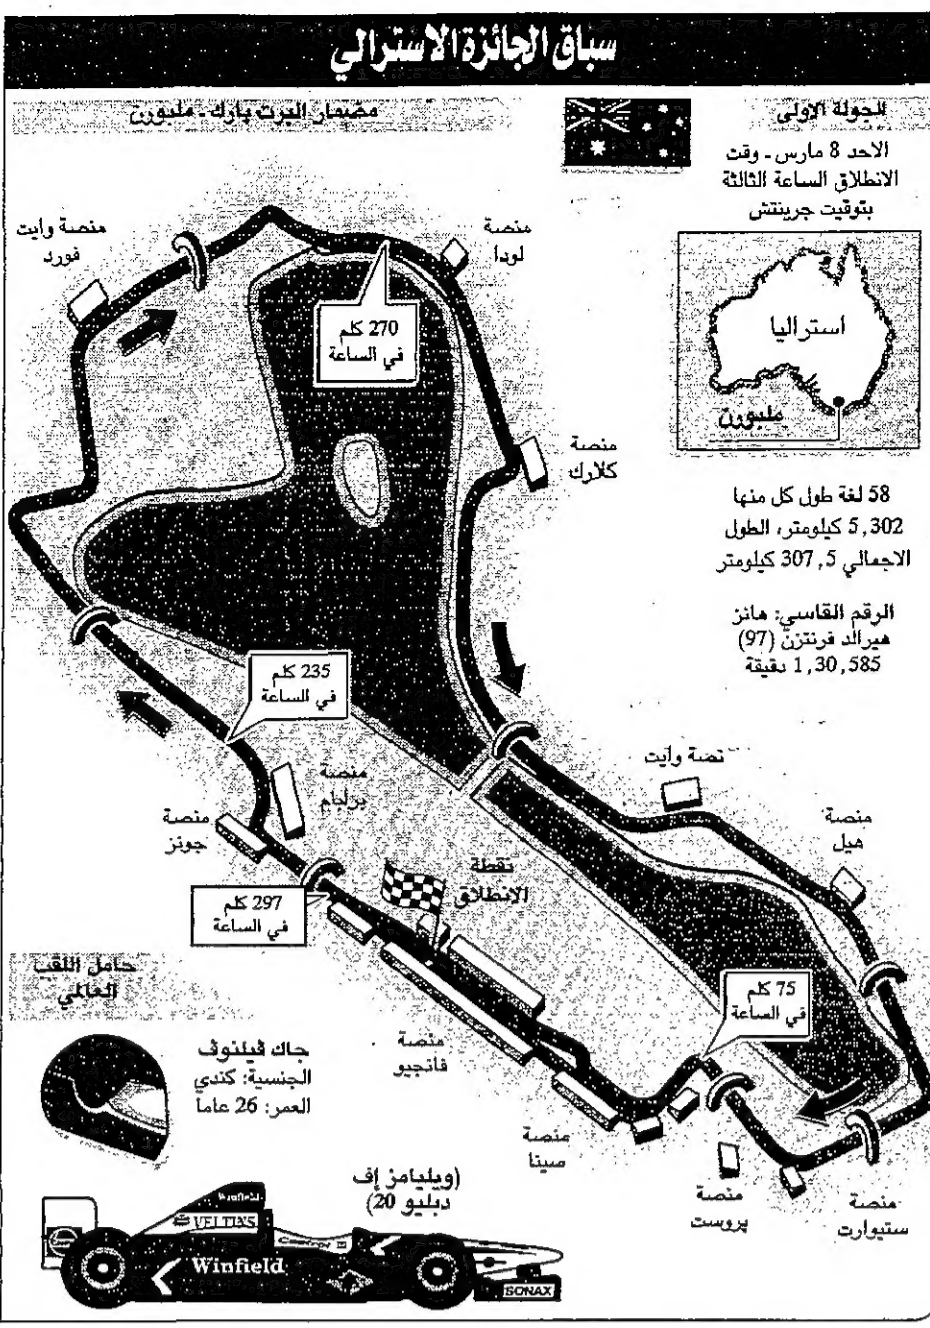 سباق الجائزة الاسترالي
الجولة الاولى
الاحد 8 مارس - وقت
الانطلاق الساعة الثالثة
بتوقيت جرينتش
مضمار البرت بارك - ملبورن
استراليا
ملبورن
58 لفة طول كل منها
5,302 كيلومتر، الطول
الاجمالي 307,5 كيلومتر
الرقم القاسي: هانز
هيرالد فرنتزن (97)
1,30,585 دقيقة
منصة وايت
فورد
منصة
لودا
270 كلم
في الساعة
منصة
كلارك
235 كلم
في الساعة
منصة
برابام
منصة
جونز
نصة وايت
منصة
هيل
نقطة
الانطلاق
297 كلم
في الساعة
75 كلم
في الساعة
منصة
فانجيو
منصة
سينا
منصة
بروست
منصة
ستيوارت
حامل اللقب
العالمي
جاك ڤيلنوڤ
الجنسية: كندي
العمر: 26 عاما
(ويليامز إف
دبليو 20)
Winfield
VELTINS
Winfield
SONAX